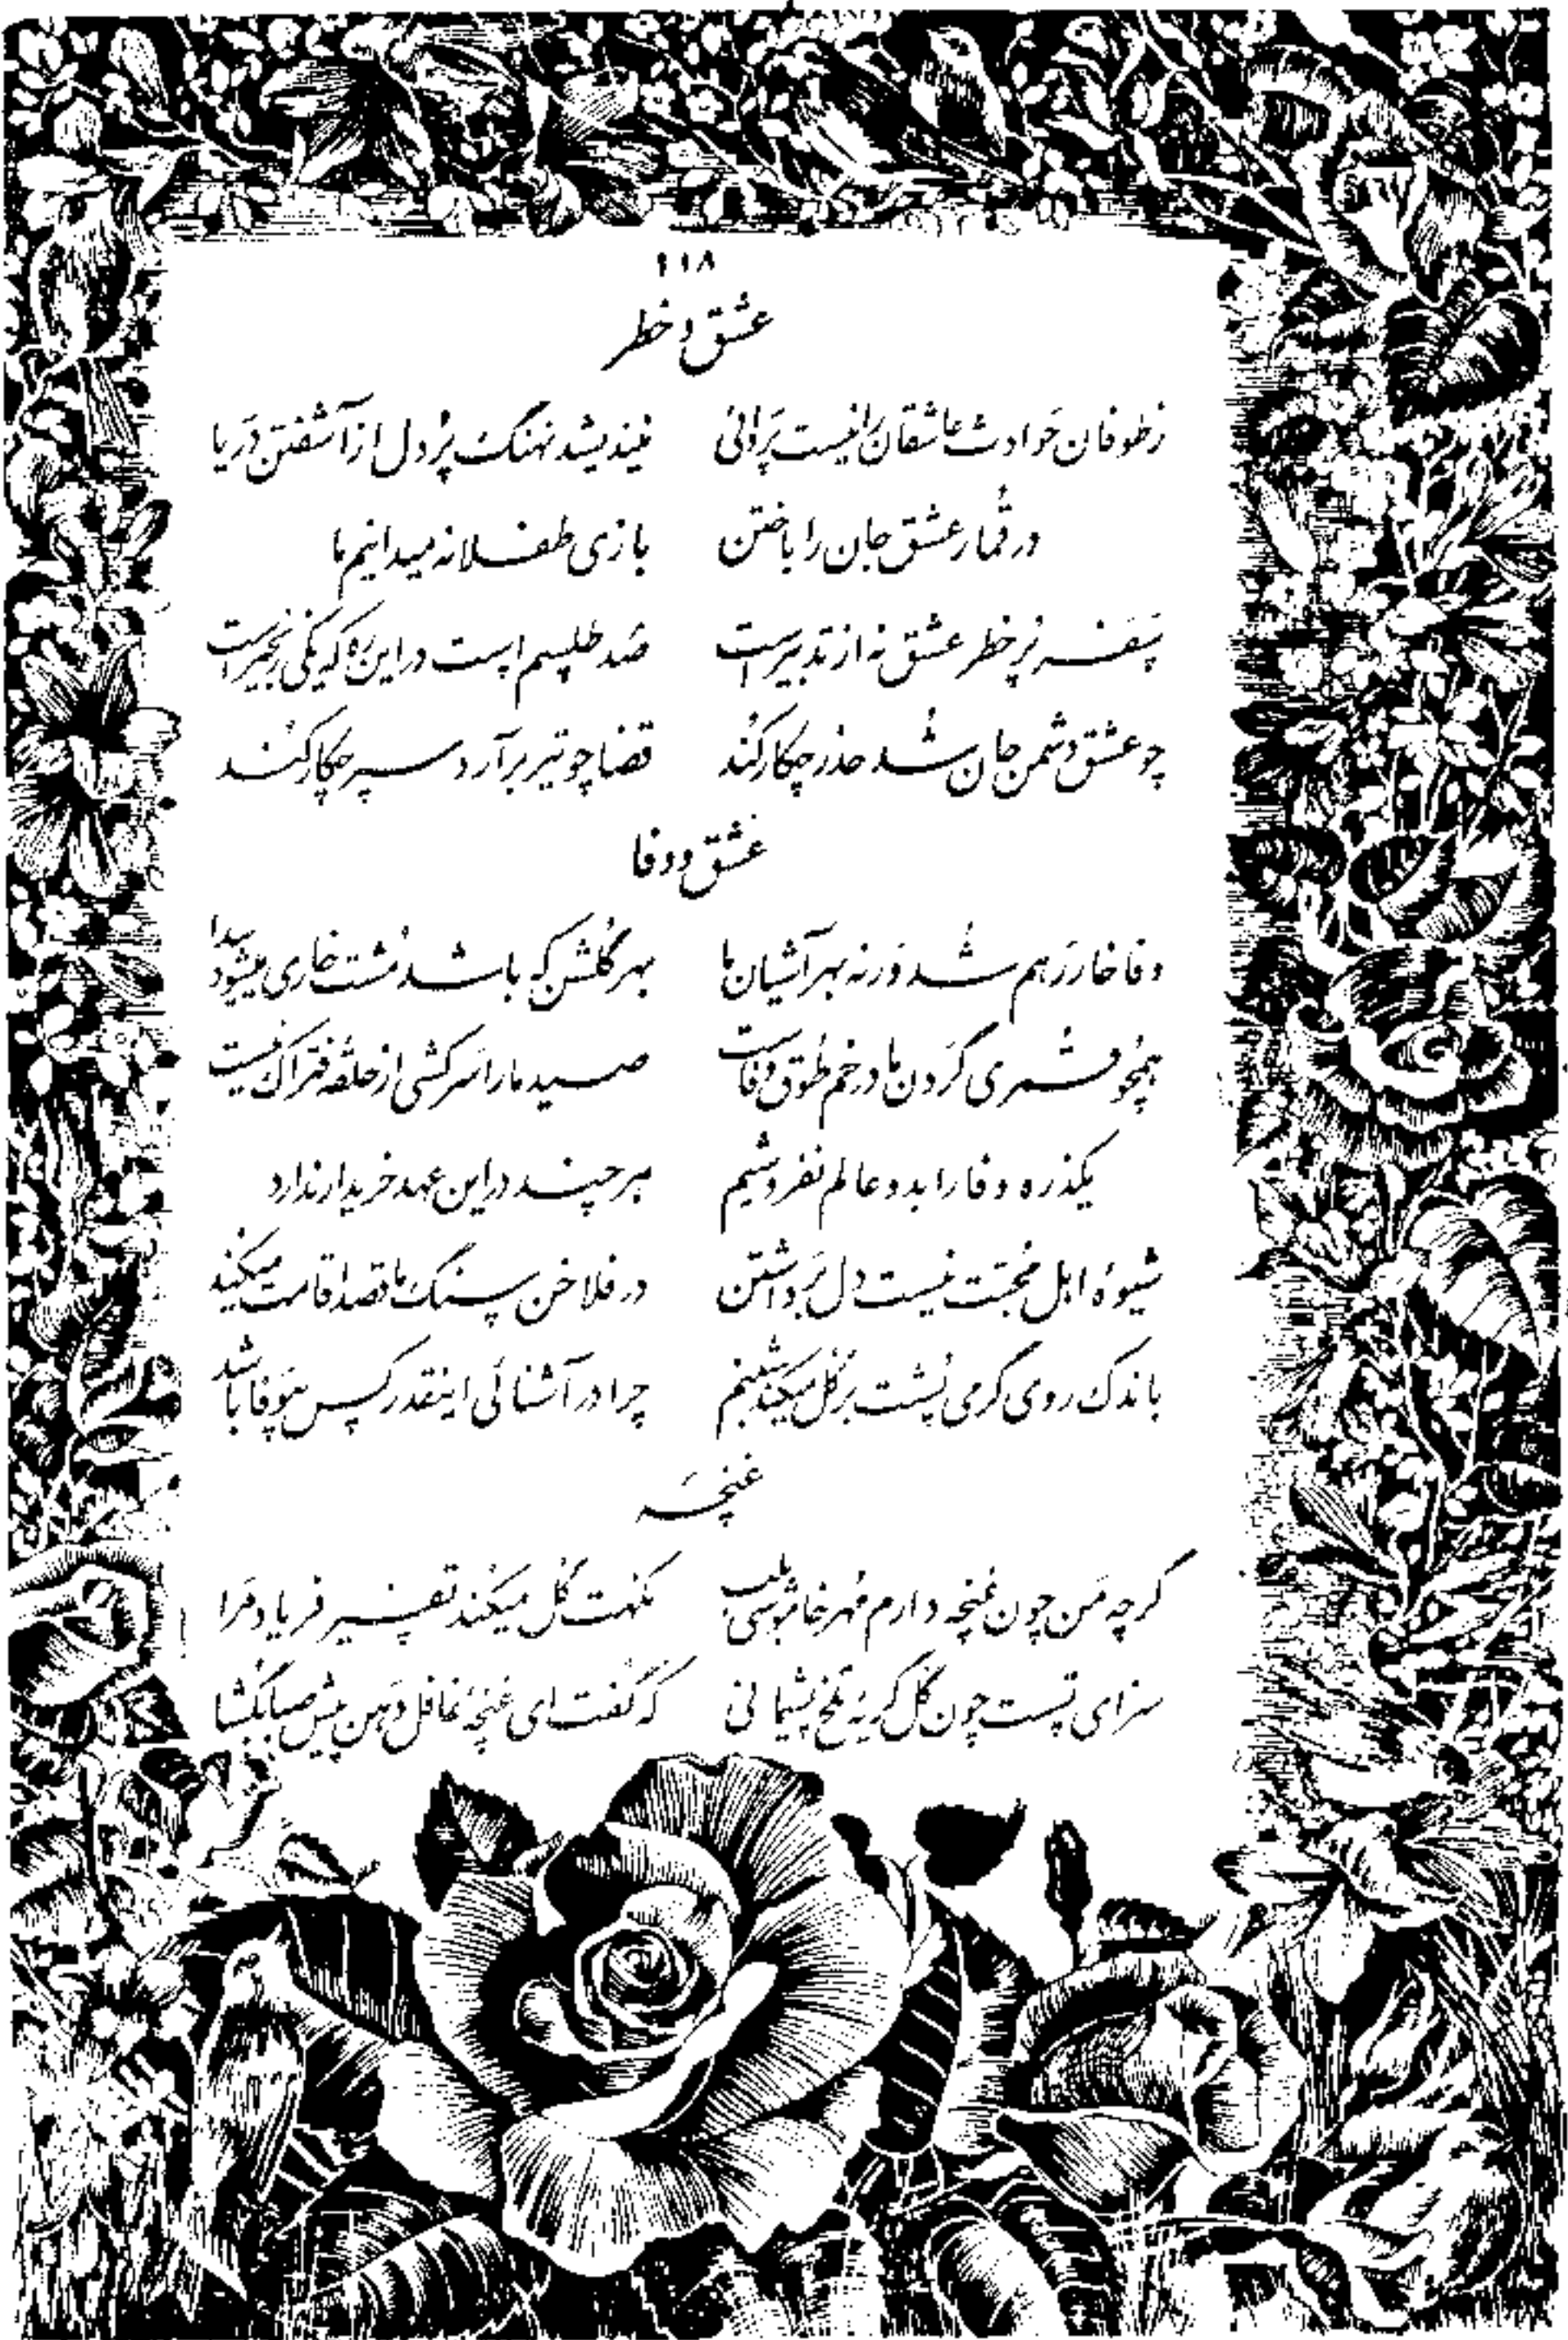 ۱۱۸
عشق و خطر
ز طوفان حوادث عاشقان را نیست پروائی نیندیشد نهنگ پر دل از آشفتن دریا
در قمار عشق جان را باختن بازی طفلانه میدانیم ما
سفر پر خطر عشق نه از تدبیر است صد طلسم است در این ره که یکی زنجیر است
چو عشق دشمن جان شد حذر چکار کند قضا چو تیر برآرد سپر چکار کند
عشق و وفا
وفا خار رهم شد ورنه بهر آشیان ما بهر گلشن که باشد مشت خاری میشود پیدا
همچو قمری گردن ما در خم طوق وفاست صید ما را سرکشی از حلقهٔ فتراک نیست
یکذره وفا را بدو عالم نفروشیم هر چند در این عهد خریدار ندارد
شیوهٔ اهل محبت نیست دل برداشتن در فلاخن سنگ ما قصد اقامت میکند
باندک روی گرمی پشت بر گل میکند شبنم چرا در آشنائی اینقدر کس بیوفا باشد
غنچه
گرچه من چون غنچه دارم مهر خاموشی بلب نکهت گل میکند تفسیر فریاد مرا
سزای تست چون گل گریهٔ تلخ پشیمانی که گفت ای غنچهٔ غافل دهن پیش صبا بگشا